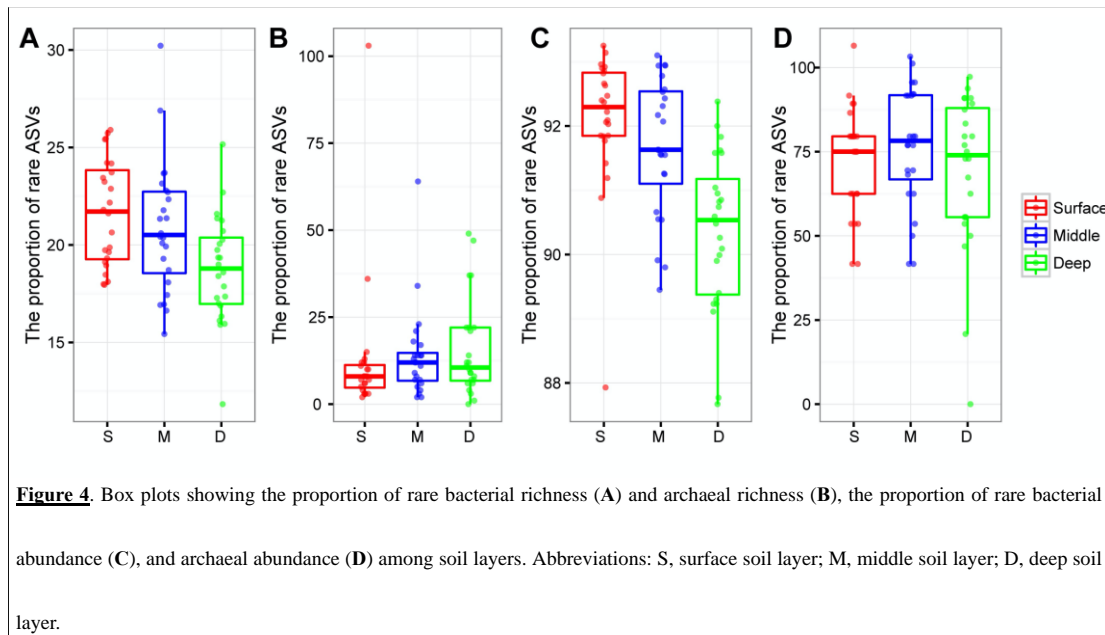 A
B
C
D
The proportion of rare ASVs
30
25
20
15
S M D
The proportion of rare ASVs
100
75
50
25
0
S M D
The proportion of rare ASVs
92
90
88
S M D
The proportion of rare ASVs
100
75
50
25
0
S M D
Surface
Middle
Deep
Figure 4. Box plots showing the proportion of rare bacterial richness (A) and archaeal richness (B), the proportion of rare bacterial
abundance (C), and archaeal abundance (D) among soil layers. Abbreviations: S, surface soil layer; M, middle soil layer; D, deep soil
layer.